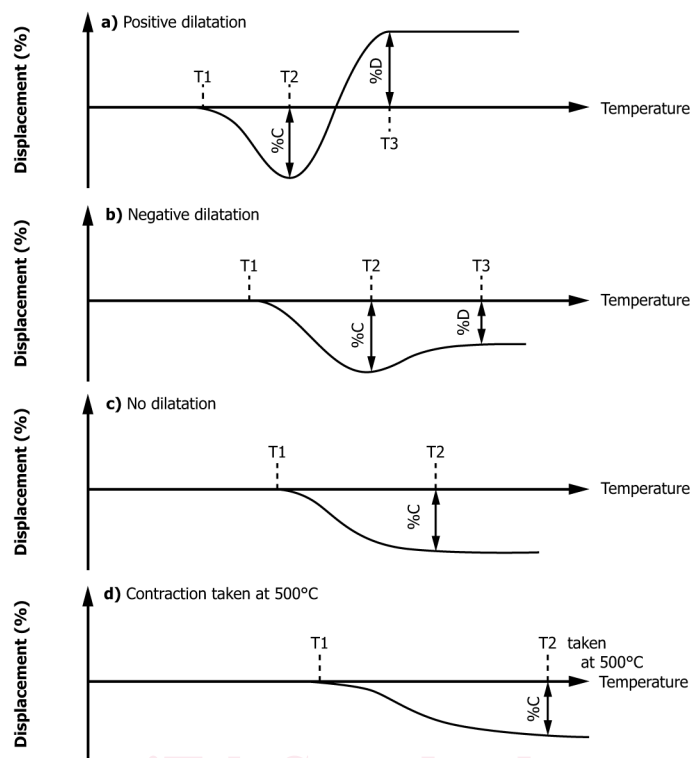 a) Positive dilatation
Displacement (%)
T1
T2
%D
%C
T3
Temperature
b) Negative dilatation
Displacement (%)
T1
T2
T3
%C
%D
Temperature
c) No dilatation
Displacement (%)
T1
T2
%C
Temperature
d) Contraction taken at 500°C
Displacement (%)
T1
T2 taken
at 500°C
%C
Temperature